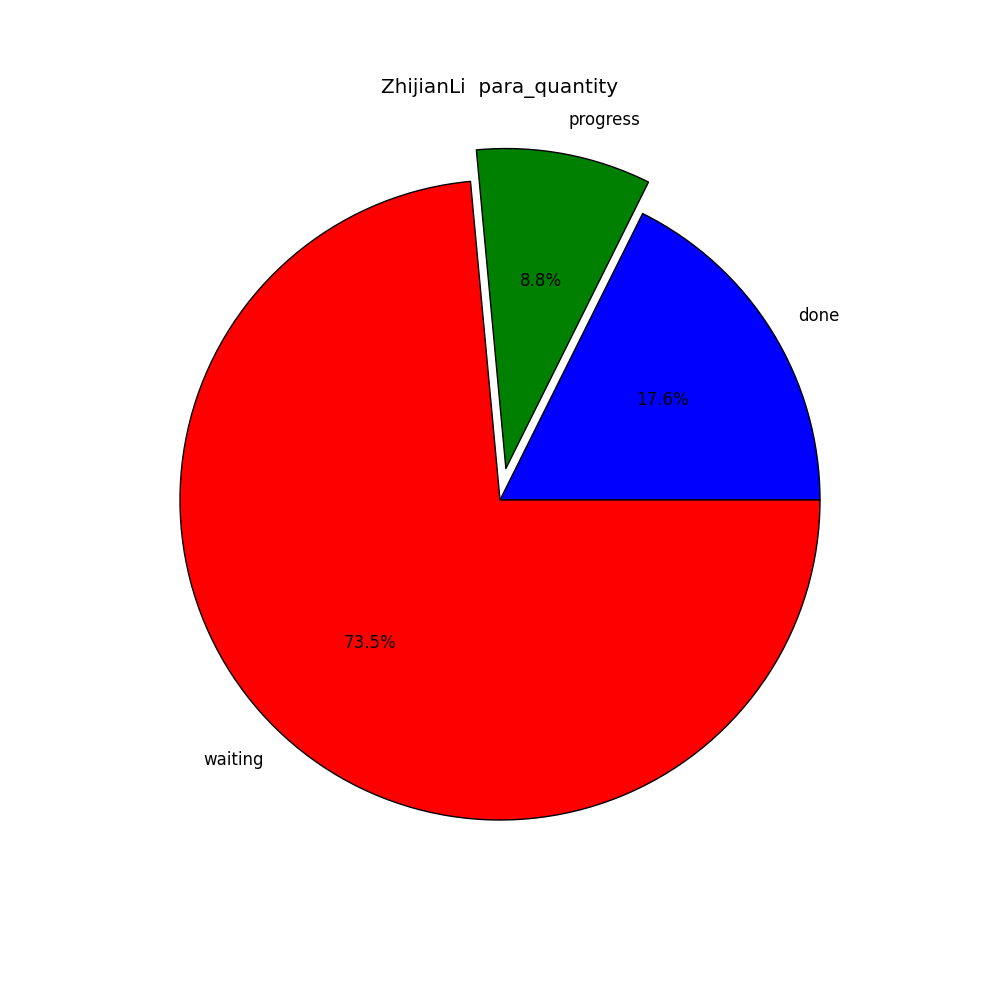 ZhijianLi  para_quantity
progress
8.8%
done
17.6%
73.5%
waiting